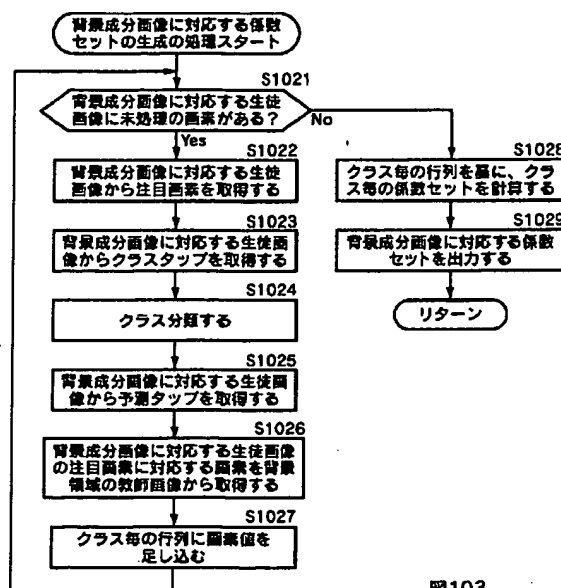 背景成分画像に対応する係数
セットの生成の処理スタート
S1021
背景成分画像に対応する生徒
画像に未処理の画素がある?
No
Yes
S1022
背景成分画像に対応する生徒
画像から注目画素を取得する
S1023
背景成分画像に対応する生徒画
像からクラスタップを取得する
S1024
クラス分類する
S1025
背景成分画像に対応する生徒画
像から予測タップを取得する
S1026
背景成分画像に対応する生徒画像
の注目画素に対応する画素を背景
領域の教師画像から取得する
S1027
クラス毎の行列に画素値を
足し込む
S1028
クラス毎の行列を基に、クラ
ス毎の係数セットを計算する
S1029
背景成分画像に対応する係数
セットを出力する
リターン
図103